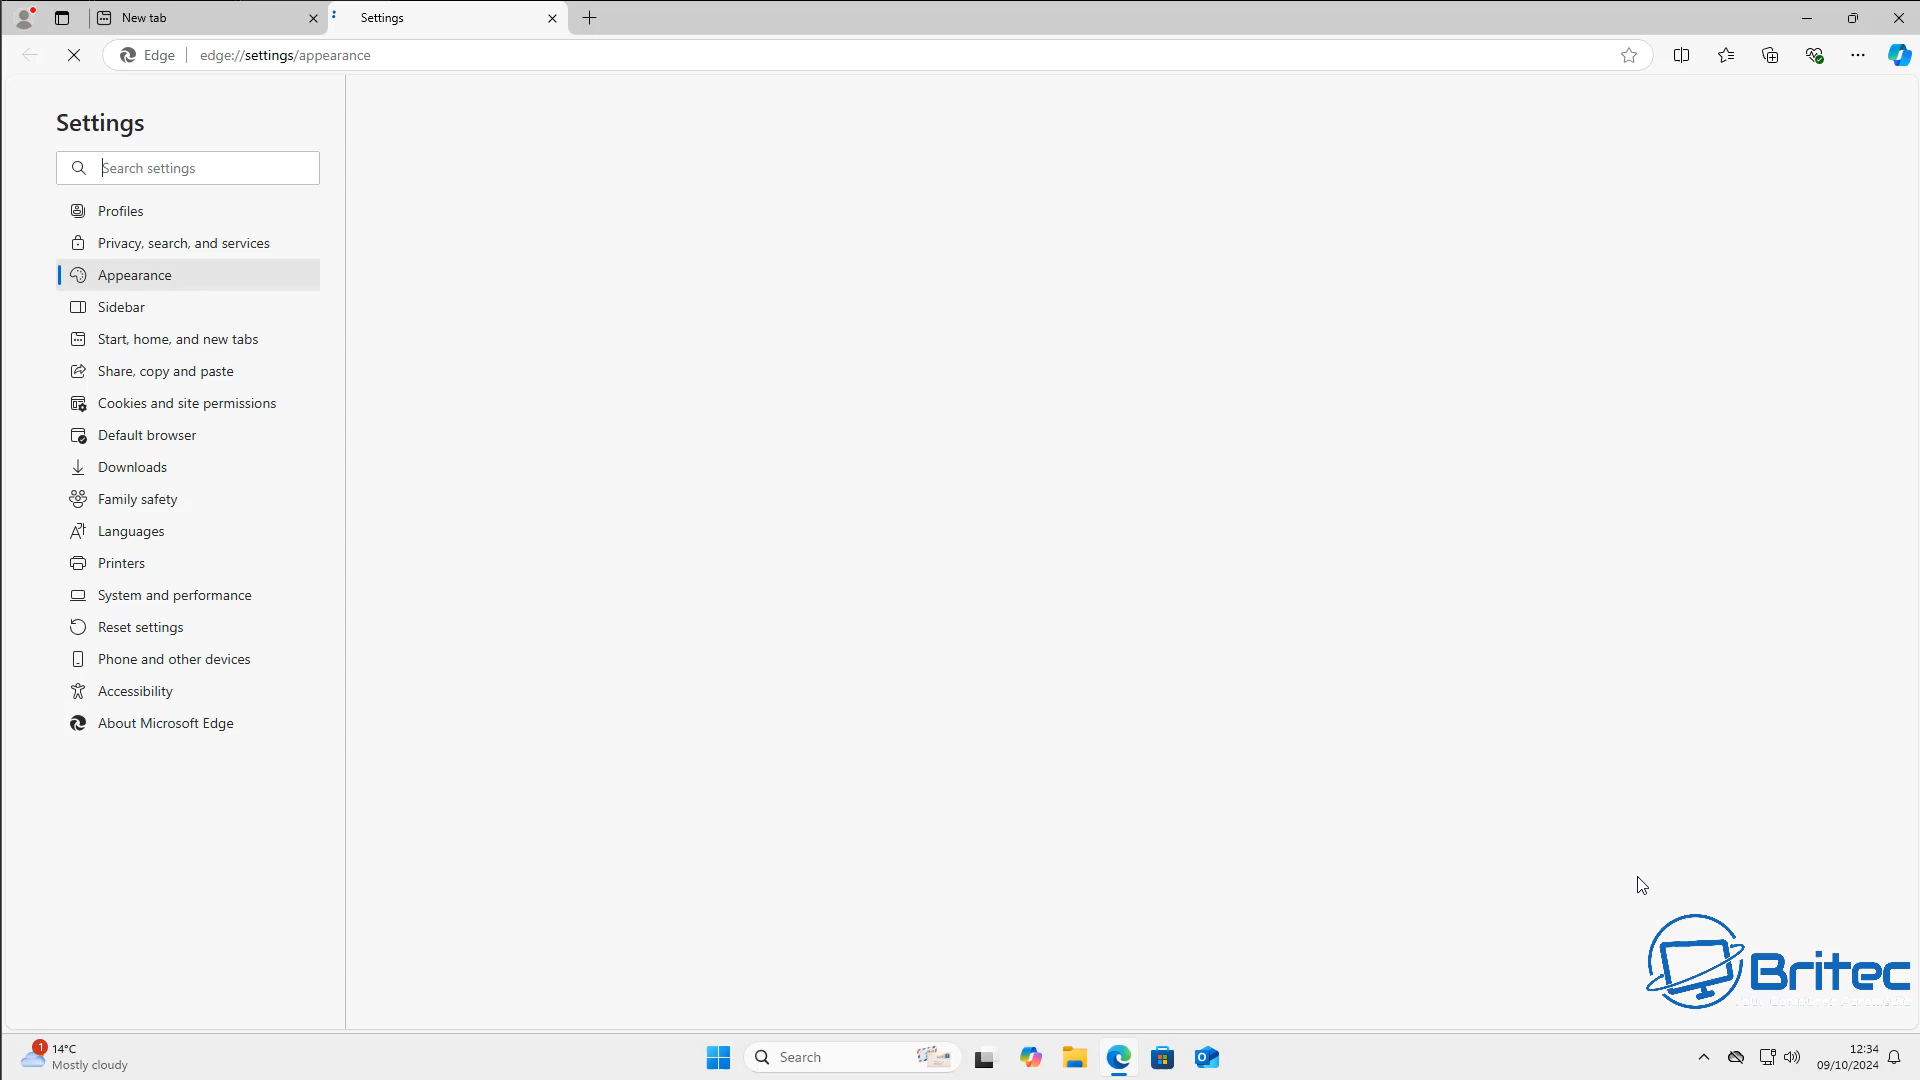 New tab
Settings
Edge
edge://settings/appearance
Settings
Search settings
Profiles
Privacy, search, and services
Appearance
Sidebar
Start, home, and new tabs
Share, copy and paste
Cookies and site permissions
Default browser
Downloads
Family safety
Languages
Printers
System and performance
Reset settings
Phone and other devices
Accessibility
About Microsoft Edge
Britec
1
14°C
Mostly cloudy
Search
12:34
09/10/2024